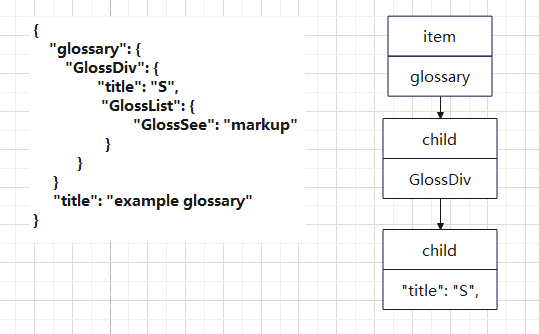 {
"glossary": {
"GlossDiv": {
"title": "S",
"GlossList": {
"GlossSee": "markup"
}
}
}
"title": "example glossary"
}
item
glossary
child
GlossDiv
child
"title": "S",